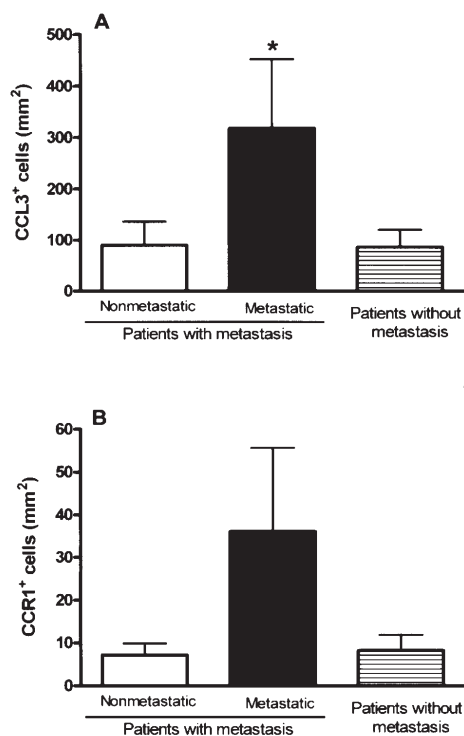 A
*
CCL3+ cells (mm²)
500
400
300
200
100
0
Nonmetastatic Metastatic Patients without
Patients with metastasis metastasis
B
CCR1+ cells (mm²)
60
50
40
30
20
10
0
Nonmetastatic Metastatic Patients without
Patients with metastasis metastasis